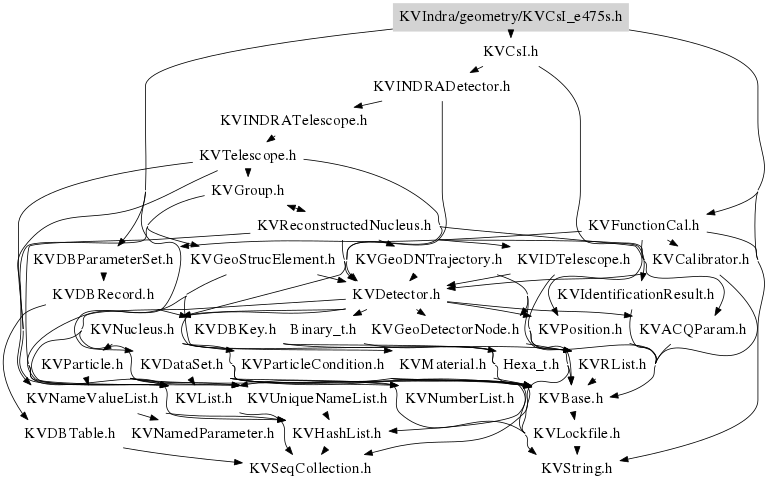 KVIndra/geometry/KVCsI_e475s.h
KVCsI.h
KVINDRADetector.h
KVINDRATelescope.h
KVTelescope.h
KVGroup.h
KVReconstructedNucleus.h KVFunctionCal.h
KVDBParameterSet.h KVGeoStrucElement.h KVGeoDNTrajectory.h KVIDTelescope.h KVCalibrator.h
KVDBRecord.h KVDetector.h KVIdentificationResult.h
KVNucleus.h KVDBKey.h Binary_t.h KVGeoDetectorNode.h KVPosition.h KVACQParam.h
KVParticle.h KVDataSet.h KVParticleCondition.h KVMaterial.h Hexa_t.h KVRList.h
KVNameValueList.h KVList.h KVUniqueNameList.h KVNumberList.h KVBase.h
KVDBTable.h KVNamedParameter.h KVHashList.h KVLockfile.h
KVSeqCollection.h KVString.h